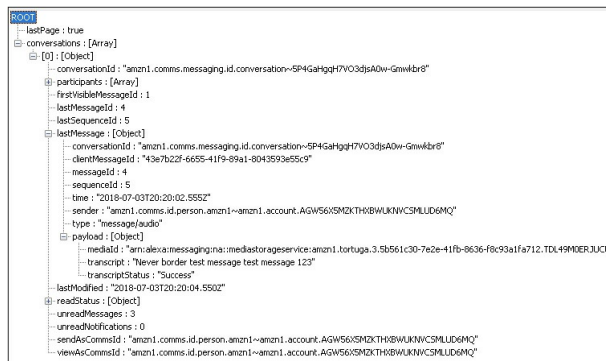 ROOT
lastPage : true
conversations : [Array]
[0] : [Object]
conversationId : "amzn1.comms.messaging.id.conversation~5P4GaHgqH7VO3djsA0w-Gmwkbr8"
participants : [Array]
firstVisibleMessageId : 1
lastMessageId : 4
lastSequenceId : 5
lastMessage : [Object]
conversationId : "amzn1.comms.messaging.id.conversation~5P4GaHgqH7VO3djsA0w-Gmwkbr8"
clientMessageId : "43e7b22f-6655-41f9-89a1-8043593e55c9"
messageId : 4
sequenceId : 5
time : "2018-07-03T20:20:02.555Z"
sender : "amzn1.comms.id.person.amzn1~amzn1.account.AGW56X5MZKTHXBWUKNVCSMLUD6MQ"
type : "message/audio"
payload : [Object]
mediaId : "arn:alexa:messaging:na::mediastorageservice:amzn1.tortuga.3.5b561c30-7e2e-41fb-8636-f8c93a1fa712.TDL49M0ERJUCU
transcript : "Never border test message test message 123"
transcriptStatus : "Success"
lastModified : "2018-07-03T20:20:04.550Z"
readStatus : [Object]
unreadMessages : 3
unreadNotifications : 0
sendAsCommsId : "amzn1.comms.id.person.amzn1~amzn1.account.AGW56X5MZKTHXBWUKNVCSMLUD6MQ"
viewAsCommsId : "amzn1.comms.id.person.amzn1~amzn1.account.AGW56X5MZKTHXBWUKNVCSMLUD6MQ"